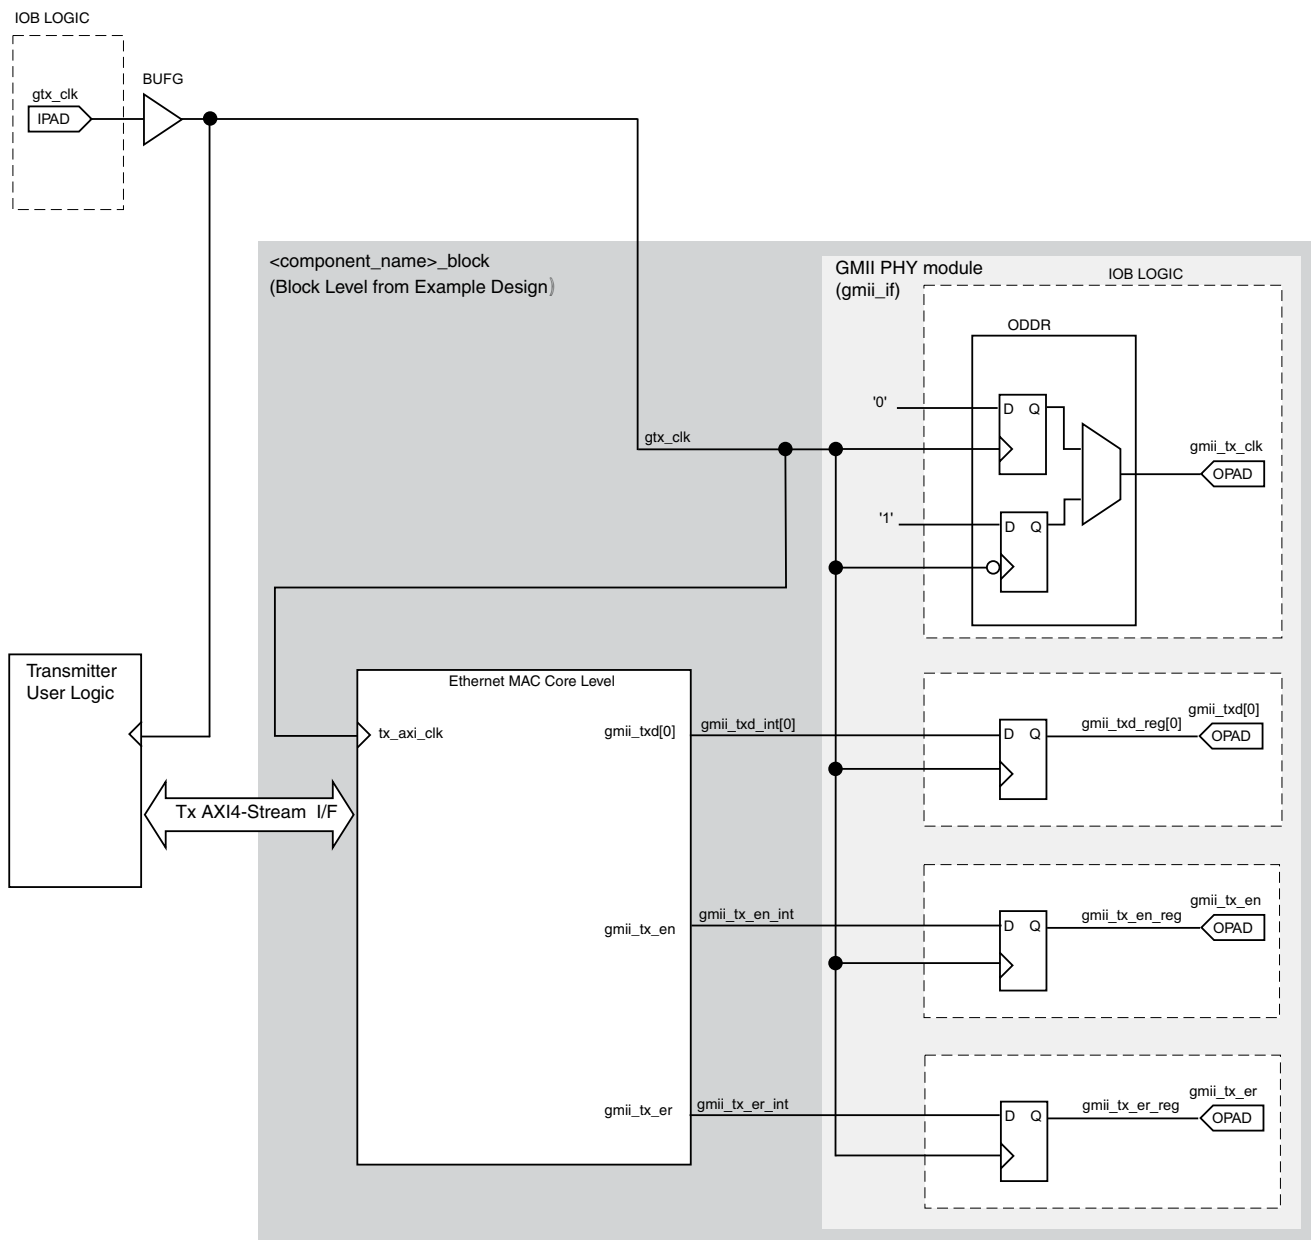 IOB LOGIC
BUFG
gtx_clk
IPAD
<component_name>_block
(Block Level from Example Design)
GMII PHY module
(gmii_if)
IOB LOGIC
ODDR
'0'
D Q
gtx_clk
gmii_tx_clk
OPAD
'1'
D Q
Transmitter
User Logic
Ethernet MAC Core Level
tx_axi_clk
gmii_txd[0]
gmii_txd_int[0]
D Q
gmii_txd_reg[0]
gmii_txd[0]
OPAD
Tx AXI4-Stream I/F
gmii_tx_en
gmii_tx_en_int
D Q
gmii_tx_en_reg
gmii_tx_en
OPAD
gmii_tx_er
gmii_tx_er_int
D Q
gmii_tx_er_reg
gmii_tx_er
OPAD